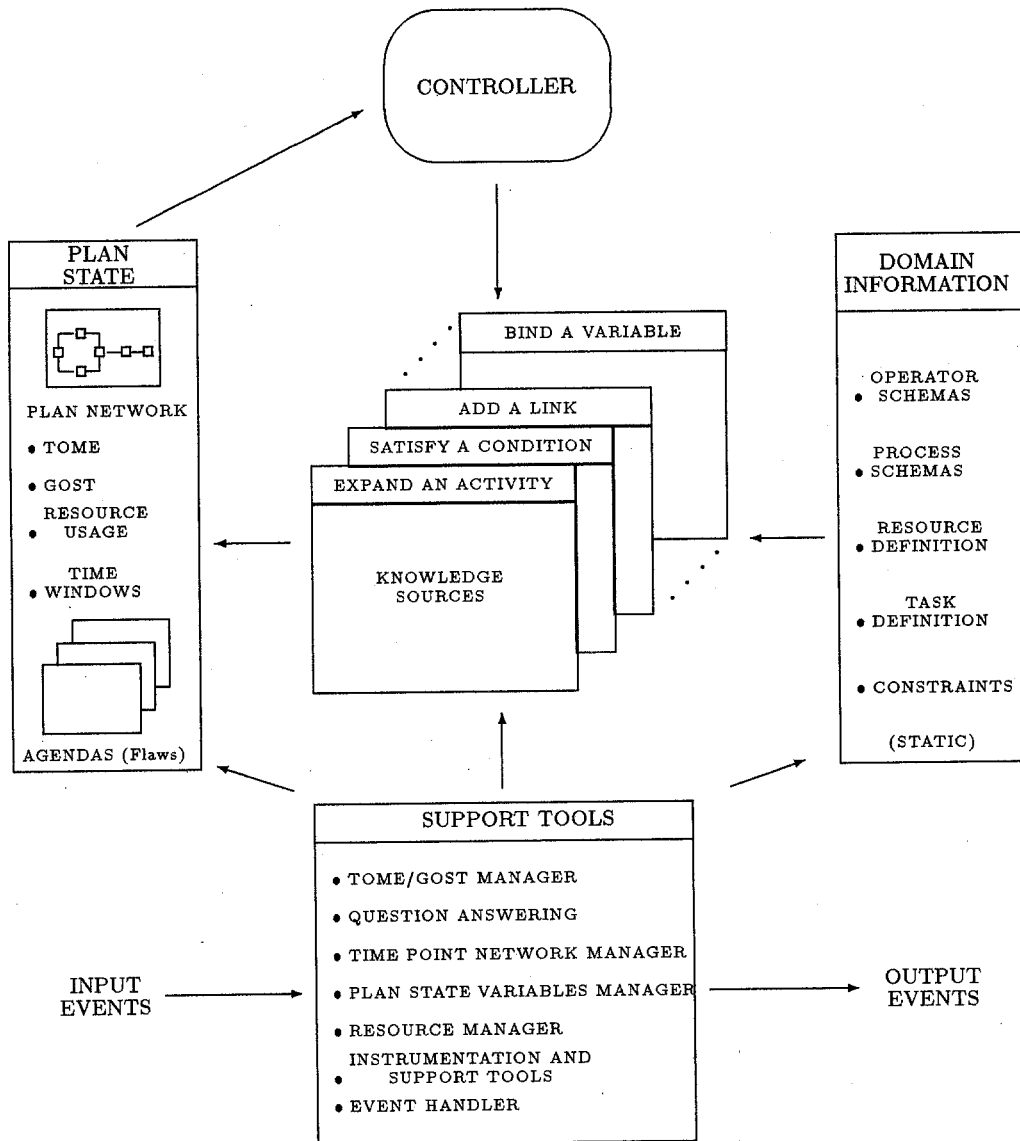 CONTROLLER
PLAN
STATE
PLAN NETWORK
• TOME
• GOST
RESOURCE
• USAGE
TIME
• WINDOWS
AGENDAS (Flaws)
BIND A VARIABLE
ADD A LINK
SATISFY A CONDITION
EXPAND AN ACTIVITY
KNOWLEDGE
SOURCES
DOMAIN
INFORMATION
OPERATOR
• SCHEMAS
PROCESS
• SCHEMAS
RESOURCE
• DEFINITION
TASK
• DEFINITION
• CONSTRAINTS
(STATIC)
SUPPORT TOOLS
• TOME/GOST MANAGER
• QUESTION ANSWERING
• TIME POINT NETWORK MANAGER
• PLAN STATE VARIABLES MANAGER
• RESOURCE MANAGER
INSTRUMENTATION AND
• SUPPORT TOOLS
• EVENT HANDLER
INPUT
EVENTS
OUTPUT
EVENTS